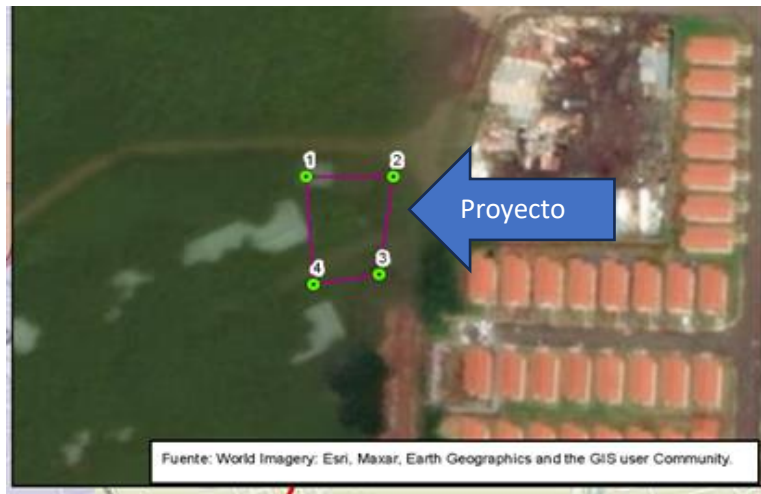 1
2
Proyecto
3
4
Fuente: World Imagery: Esri, Maxar, Earth Geographics and the GIS user Community.